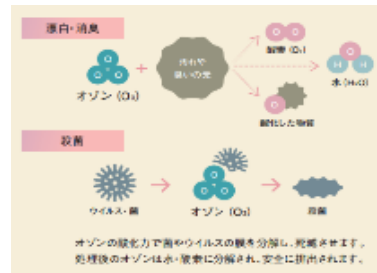 漂白・消臭
汚れや
臭いの素
オゾン (O₃)
酸素 (O₂)
水 (H₂O)
酸化した物質
殺菌
ウイルス・菌
オゾン (O₃)
殺菌
オゾンの酸化力で菌やウイルスの膜を分解し、死滅させます。
処理後のオゾンは水・酸素に分解され、安全に排出されます。